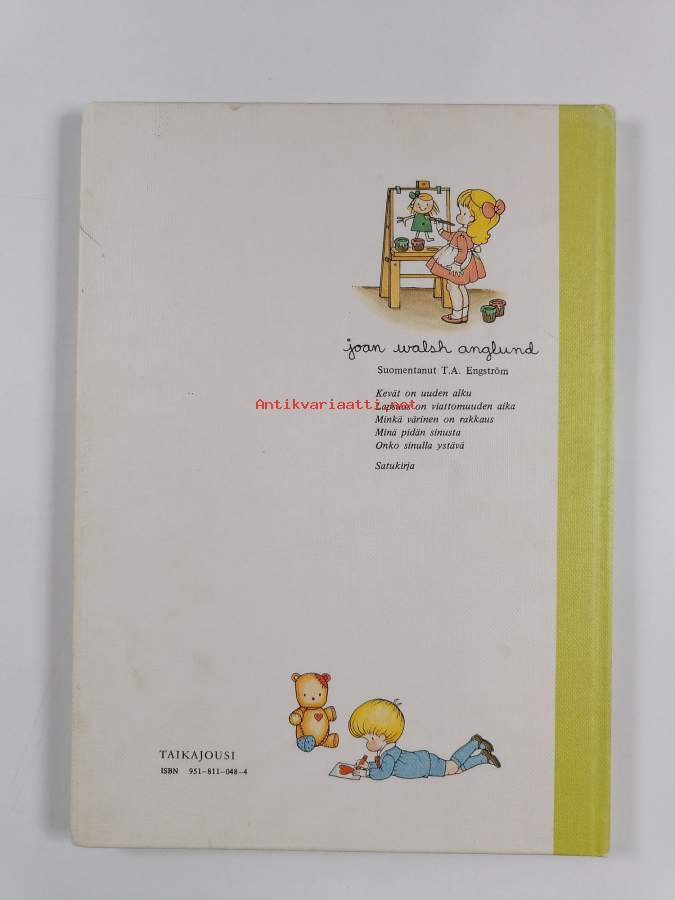 joan walsh anglund
Suomentanut T.A. Engström
Kevät on uuden alku
Lapsuus on viattomuuden aika
Antikvariaatti.net
Minkä värinen on rakkaus
Minä pidän sinusta
Onko sinulla ystävä
Satukirja
TAIKAJOUSI
ISBN 951-811-048-4